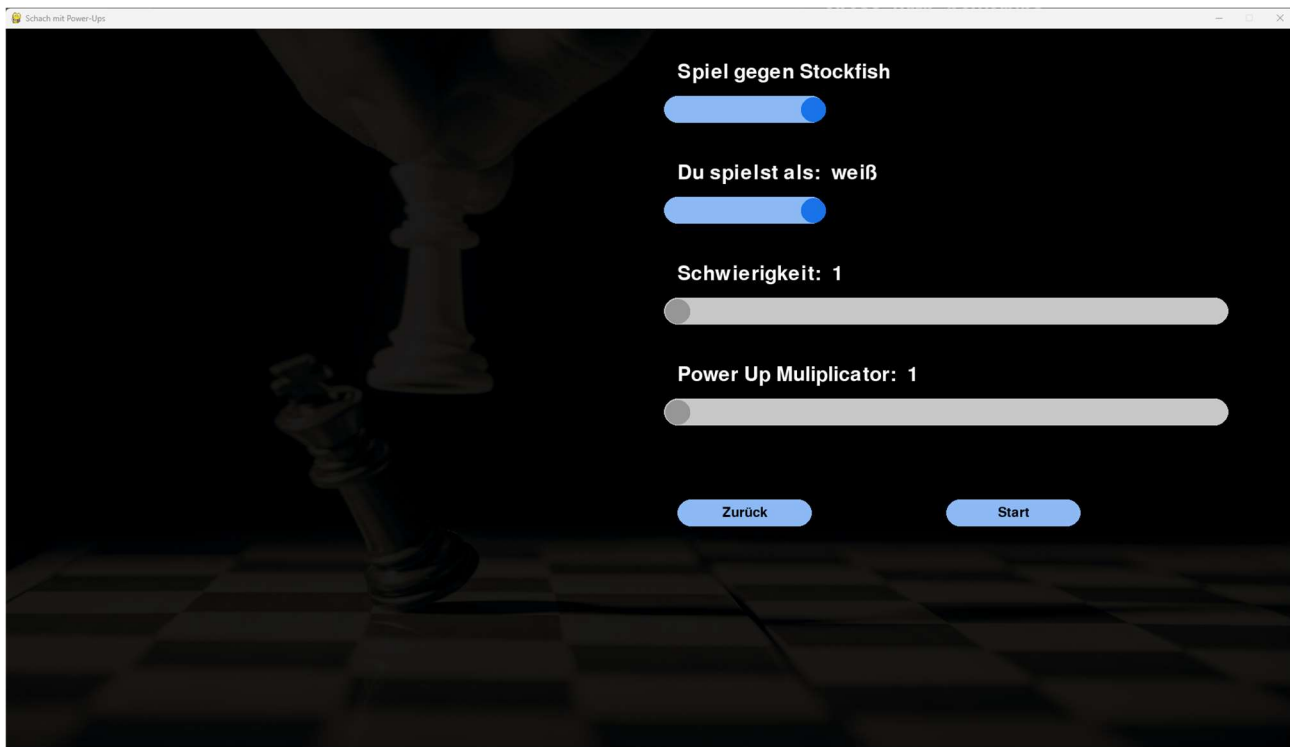 Schach mit Power-Ups
Spiel gegen Stockfish
Du spielst als: weiß
Schwierigkeit: 1
Power Up Muliplicator: 1
Zurück
Start